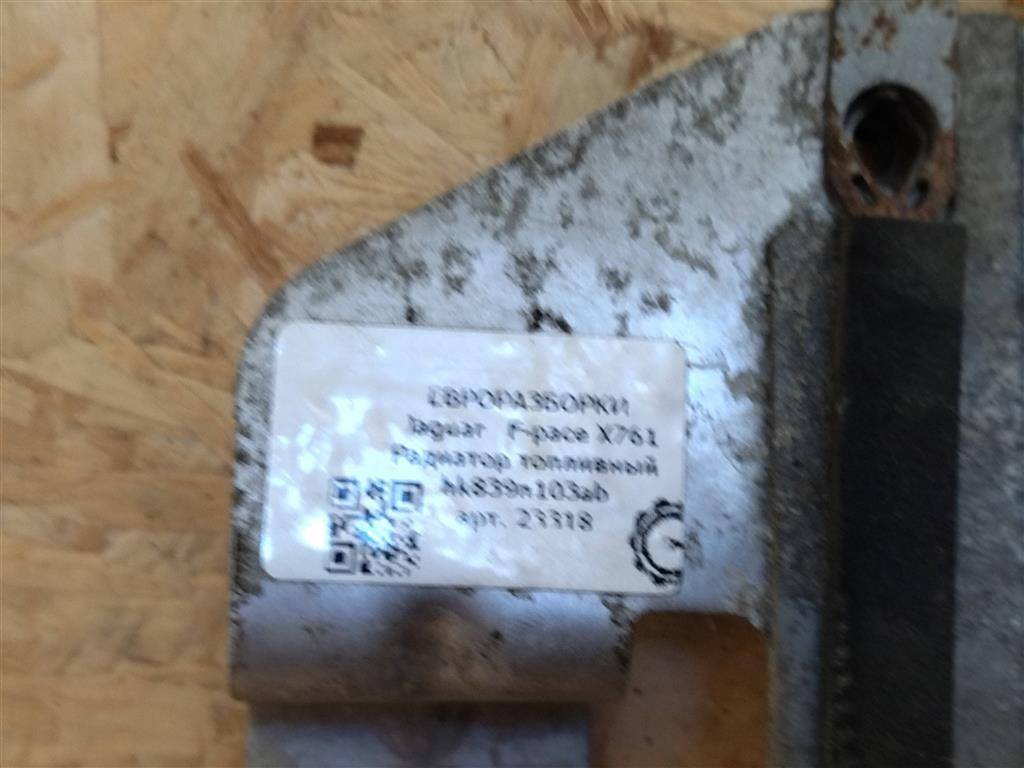 ЕВРОРАЗБОРКИ
Jaguar F-pace X761
Радиатор топливный
hk839n103ab
арт. 23318